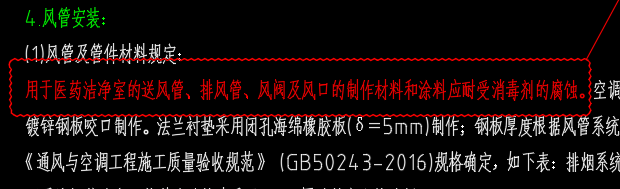 4.风管安装:
(1)风管及管件材料规定:
用于医药洁净室的送风管、排风管、风阀及风口的制作材料和涂料应耐受消毒剂的腐蚀。空调
镀锌钢板咬口制作。法兰衬垫采用闭孔海绵橡胶板(δ=5mm)制作；钢板厚度根据风管系统
《通风与空调工程施工质量验收规范》(GB50243-2016)规格确定，如下表：排烟系统